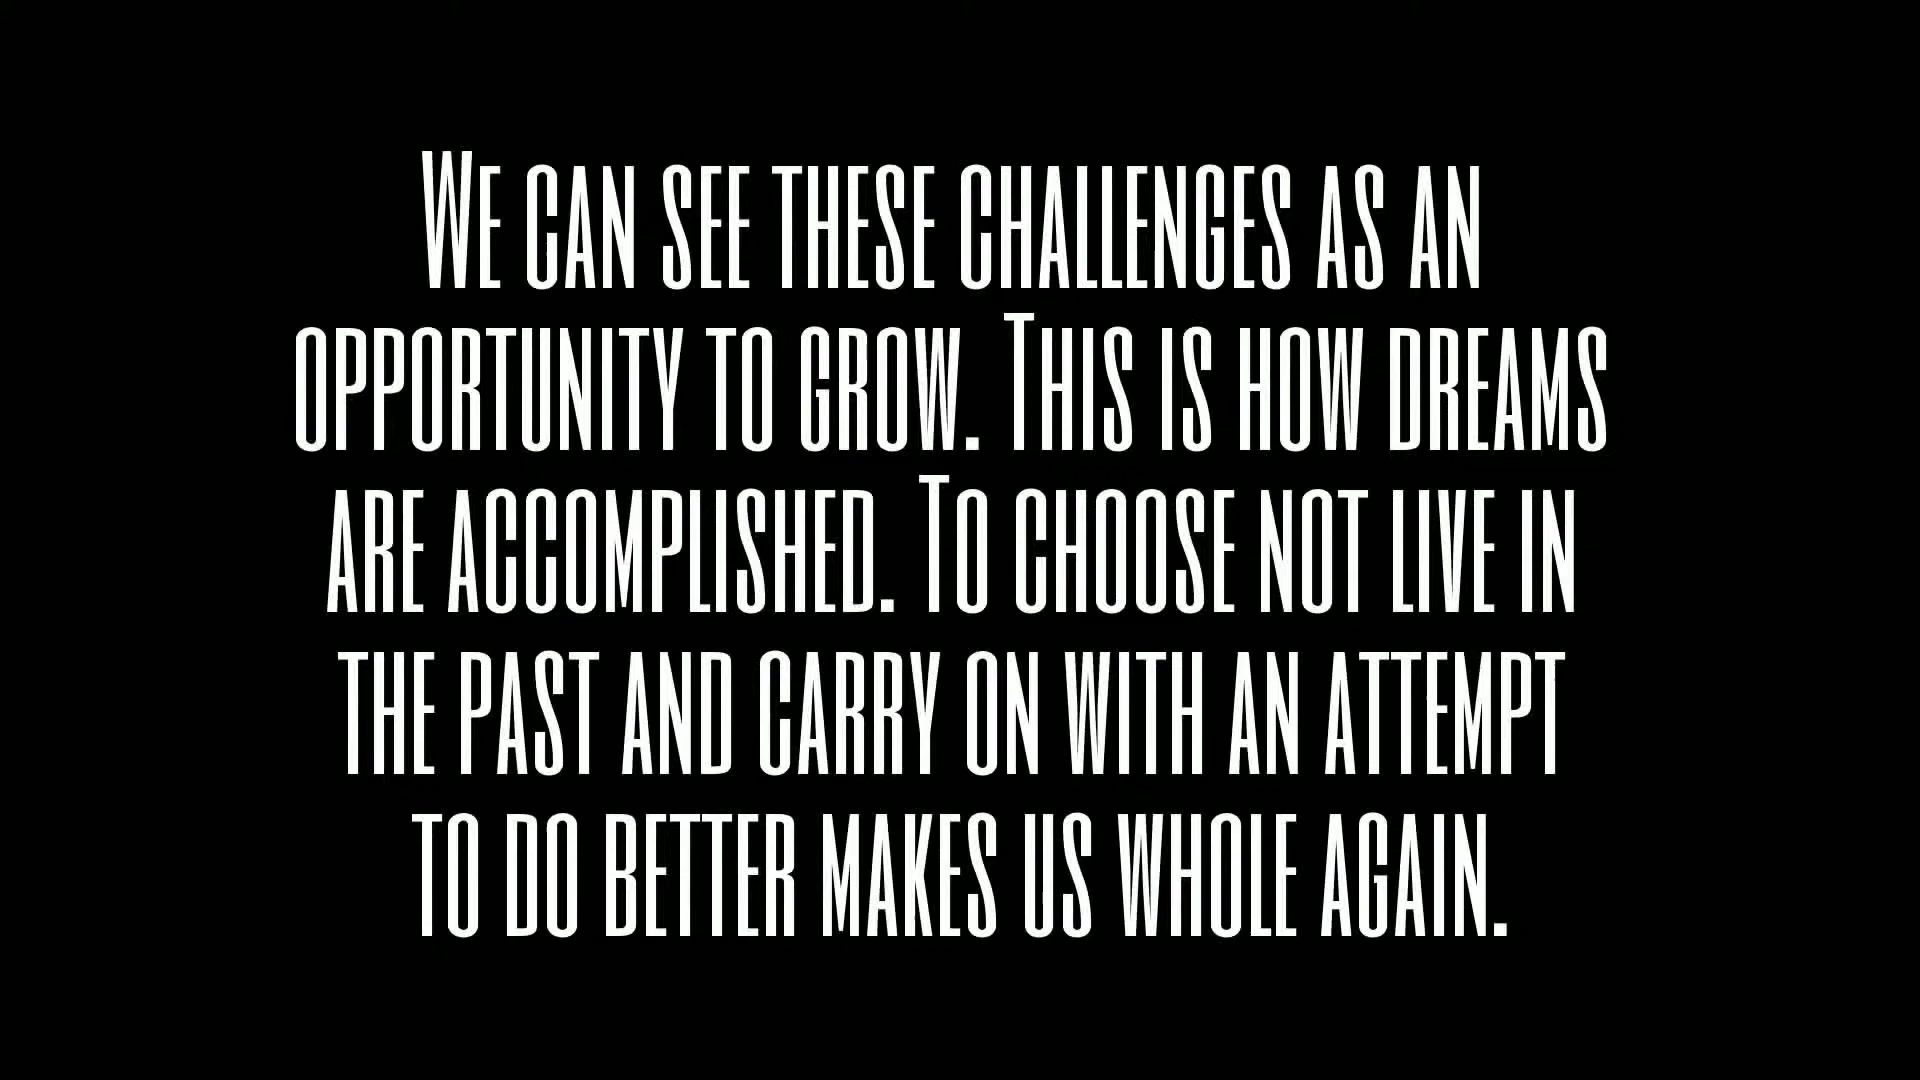 We can see these challenges as an
opportunity to grow. This is how dreams
are accomplished. To choose not live in
the past and carry on with an attempt
to do better makes us whole again.